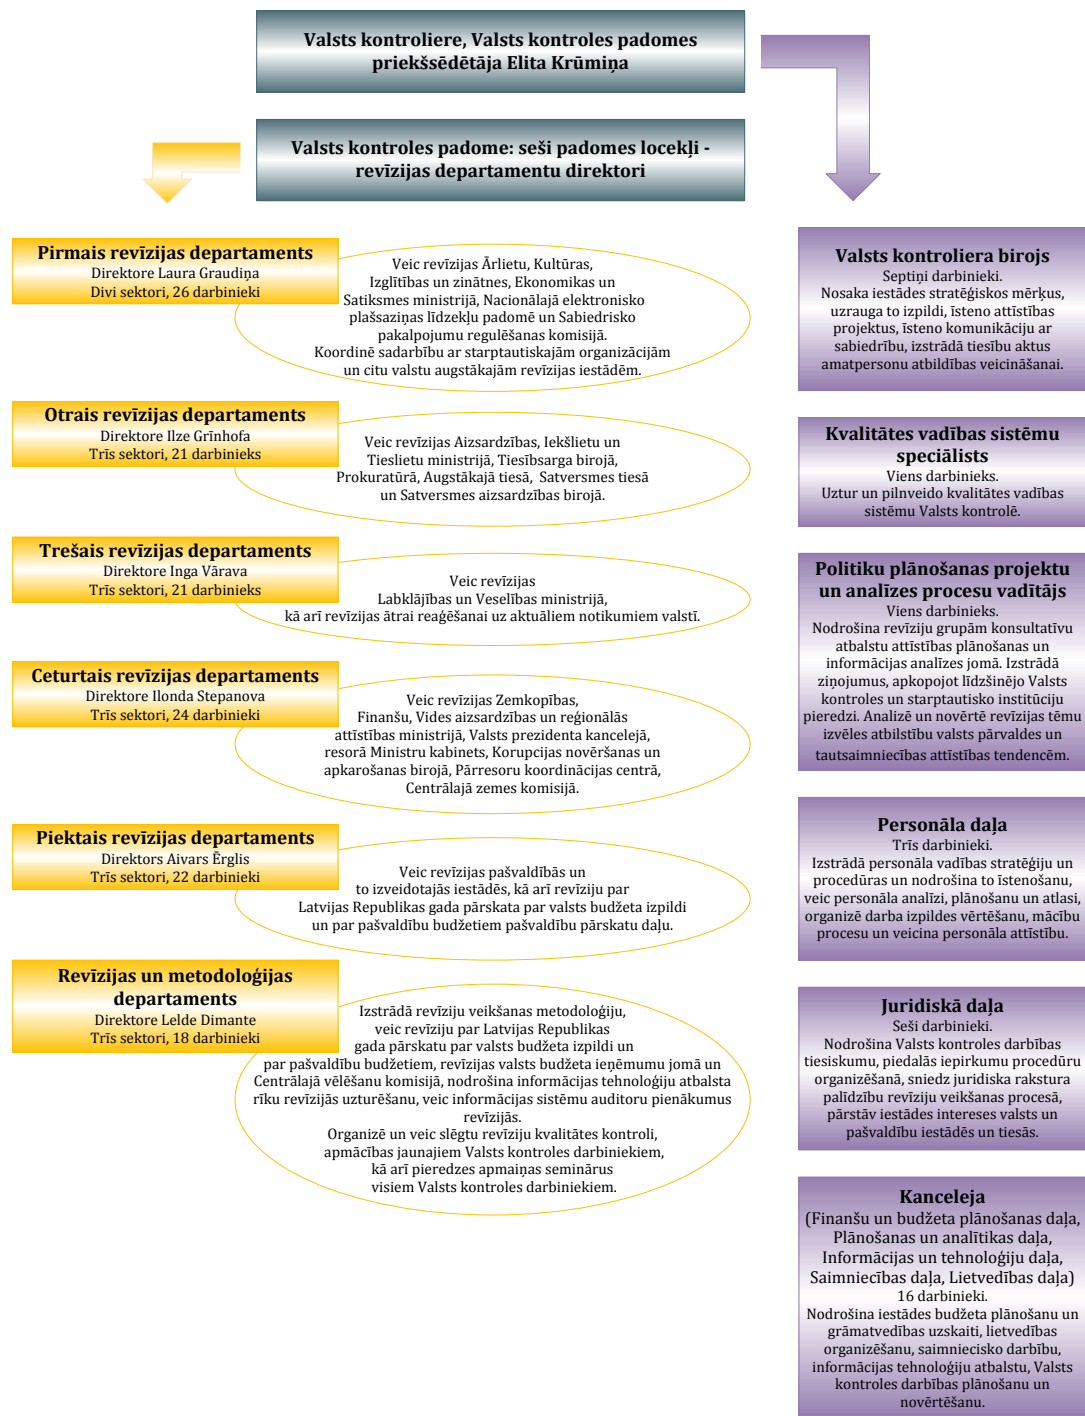 Valsts kontroliere, Valsts kontroles padomes
priekšsēdētāja Elita Krūmiņa
Valsts kontroles padome: seši padomes locekļi -
revīzijas departamentu direktori
Pirmais revīzijas departaments
Direktore Laura Graudiņa
Divi sektori, 26 darbinieki
Veic revīzijas Ārlietu, Kultūras,
Izglītības un zinātnes, Ekonomikas un
Satiksmes ministrijā, Nacionālajā elektronisko
plašsaziņas līdzekļu padomē un Sabiedrisko
pakalpojumu regulēšanas komisijā.
Koordinē sadarbību ar starptautiskajām organizācijām
un citu valstu augstākajām revīzijas iestādēm.
Otrais revīzijas departaments
Direktore Ilze Grīnhofa
Trīs sektori, 21 darbinieks
Veic revīzijas Aizsardzības, Iekšlietu un
Tieslietu ministrijā, Tiesībsarga birojā,
Prokuratūrā, Augstākajā tiesā, Satversmes tiesā
un Satversmes aizsardzības birojā.
Trešais revīzijas departaments
Direktore Inga Vārava
Trīs sektori, 21 darbinieks
Veic revīzijas
Labklājības un Veselības ministrijā,
kā arī revīzijas ātrai reaģēšanai uz aktuāliem notikumiem valstī.
Ceturtais revīzijas departaments
Direktore Ilonda Stepanova
Trīs sektori, 24 darbinieki
Veic revīzijas Zemkopības,
Finanšu, Vides aizsardzības un reģionālās
attīstības ministrijā, Valsts prezidenta kancelejā,
resorā Ministru kabinets, Korupcijas novēršanas un
apkarošanas birojā, Pārresoru koordinācijas centrā,
Centrālajā zemes komisijā.
Piektais revīzijas departaments
Direktors Aivars Ērglis
Trīs sektori, 22 darbinieki
Veic revīzijas pašvaldībās un
to izveidotajās iestādēs, kā arī revīziju par
Latvijas Republikas gada pārskata par valsts budžeta izpildi
un par pašvaldību budžetiem pašvaldību pārskatu daļu.
Revīzijas un metodoloģijas
departaments
Direktore Lelde Dimante
Trīs sektori, 18 darbinieki
Izstrādā revīziju veikšanas metodoloģiju,
veic revīziju par Latvijas Republikas
gada pārskatu par valsts budžeta izpildi un
par pašvaldību budžetiem, revīzijas valsts budžeta ieņēmumu jomā un
Centrālajā vēlēšanu komisijā, nodrošina informācijas tehnoloģiju atbalsta
rīku revīzijās uzturēšanu, veic informācijas sistēmu auditoru pienākumus
revīzijās.
Organizē un veic slēgtu revīziju kvalitātes kontroli,
apmācības jaunajiem Valsts kontroles darbiniekiem,
kā arī pieredzes apmaiņas seminārus
visiem Valsts kontroles darbiniekiem.
Valsts kontroliera birojs
Septiņi darbinieki.
Nosaka iestādes stratēģiskos mērķus,
uzrauga to izpildi, īsteno attīstības
projektus, īsteno komunikāciju ar
sabiedrību, izstrādā tiesību aktus
amatpersonu atbildības veicināšanai.
Kvalitātes vadības sistēmu
speciālists
Viens darbinieks.
Uztur un pilnveido kvalitātes vadības
sistēmu Valsts kontrolē.
Politiku plānošanas projektu
un analīzes procesu vadītājs
Viens darbinieks.
Nodrošina revīziju grupām konsultatīvu
atbalstu attīstības plānošanas un
informācijas analīzes jomā. Izstrādā
ziņojumus, apkopojot līdzšinējo Valsts
kontroles un starptautisko institūciju
pieredzi. Analizē un novērtē revīzijas tēmu
izvēles atbilstību valsts pārvaldes un
tautsaimniecības attīstības tendencēm.
Personāla daļa
Trīs darbinieki.
Izstrādā personāla vadības stratēģiju un
procedūras un nodrošina to īstenošanu,
veic personāla analīzi, plānošanu un atlasi,
organizē darba izpildes vērtēšanu, mācību
procesu un veicina personāla attīstību.
Juridiskā daļa
Seši darbinieki.
Nodrošina Valsts kontroles darbības
tiesiskumu, piedalās iepirkumu procedūru
organizēšanā, sniedz juridiska rakstura
palīdzību revīziju veikšanas procesā,
pārstāv iestādes intereses valsts un
pašvaldību iestādēs un tiesās.
Kanceleja
(Finanšu un budžeta plānošanas daļa,
Plānošanas un analītikas daļa,
Informācijas un tehnoloģiju daļa,
Saimniecības daļa, Lietvedības daļa)
16 darbinieki.
Nodrošina iestādes budžeta plānošanu un
grāmatvedības uzskaiti, lietvedības
organizēšanu, saimniecisko darbību,
informācijas tehnoloģiju atbalstu, Valsts
kontroles darbības plānošanu un
novērtēšanu.